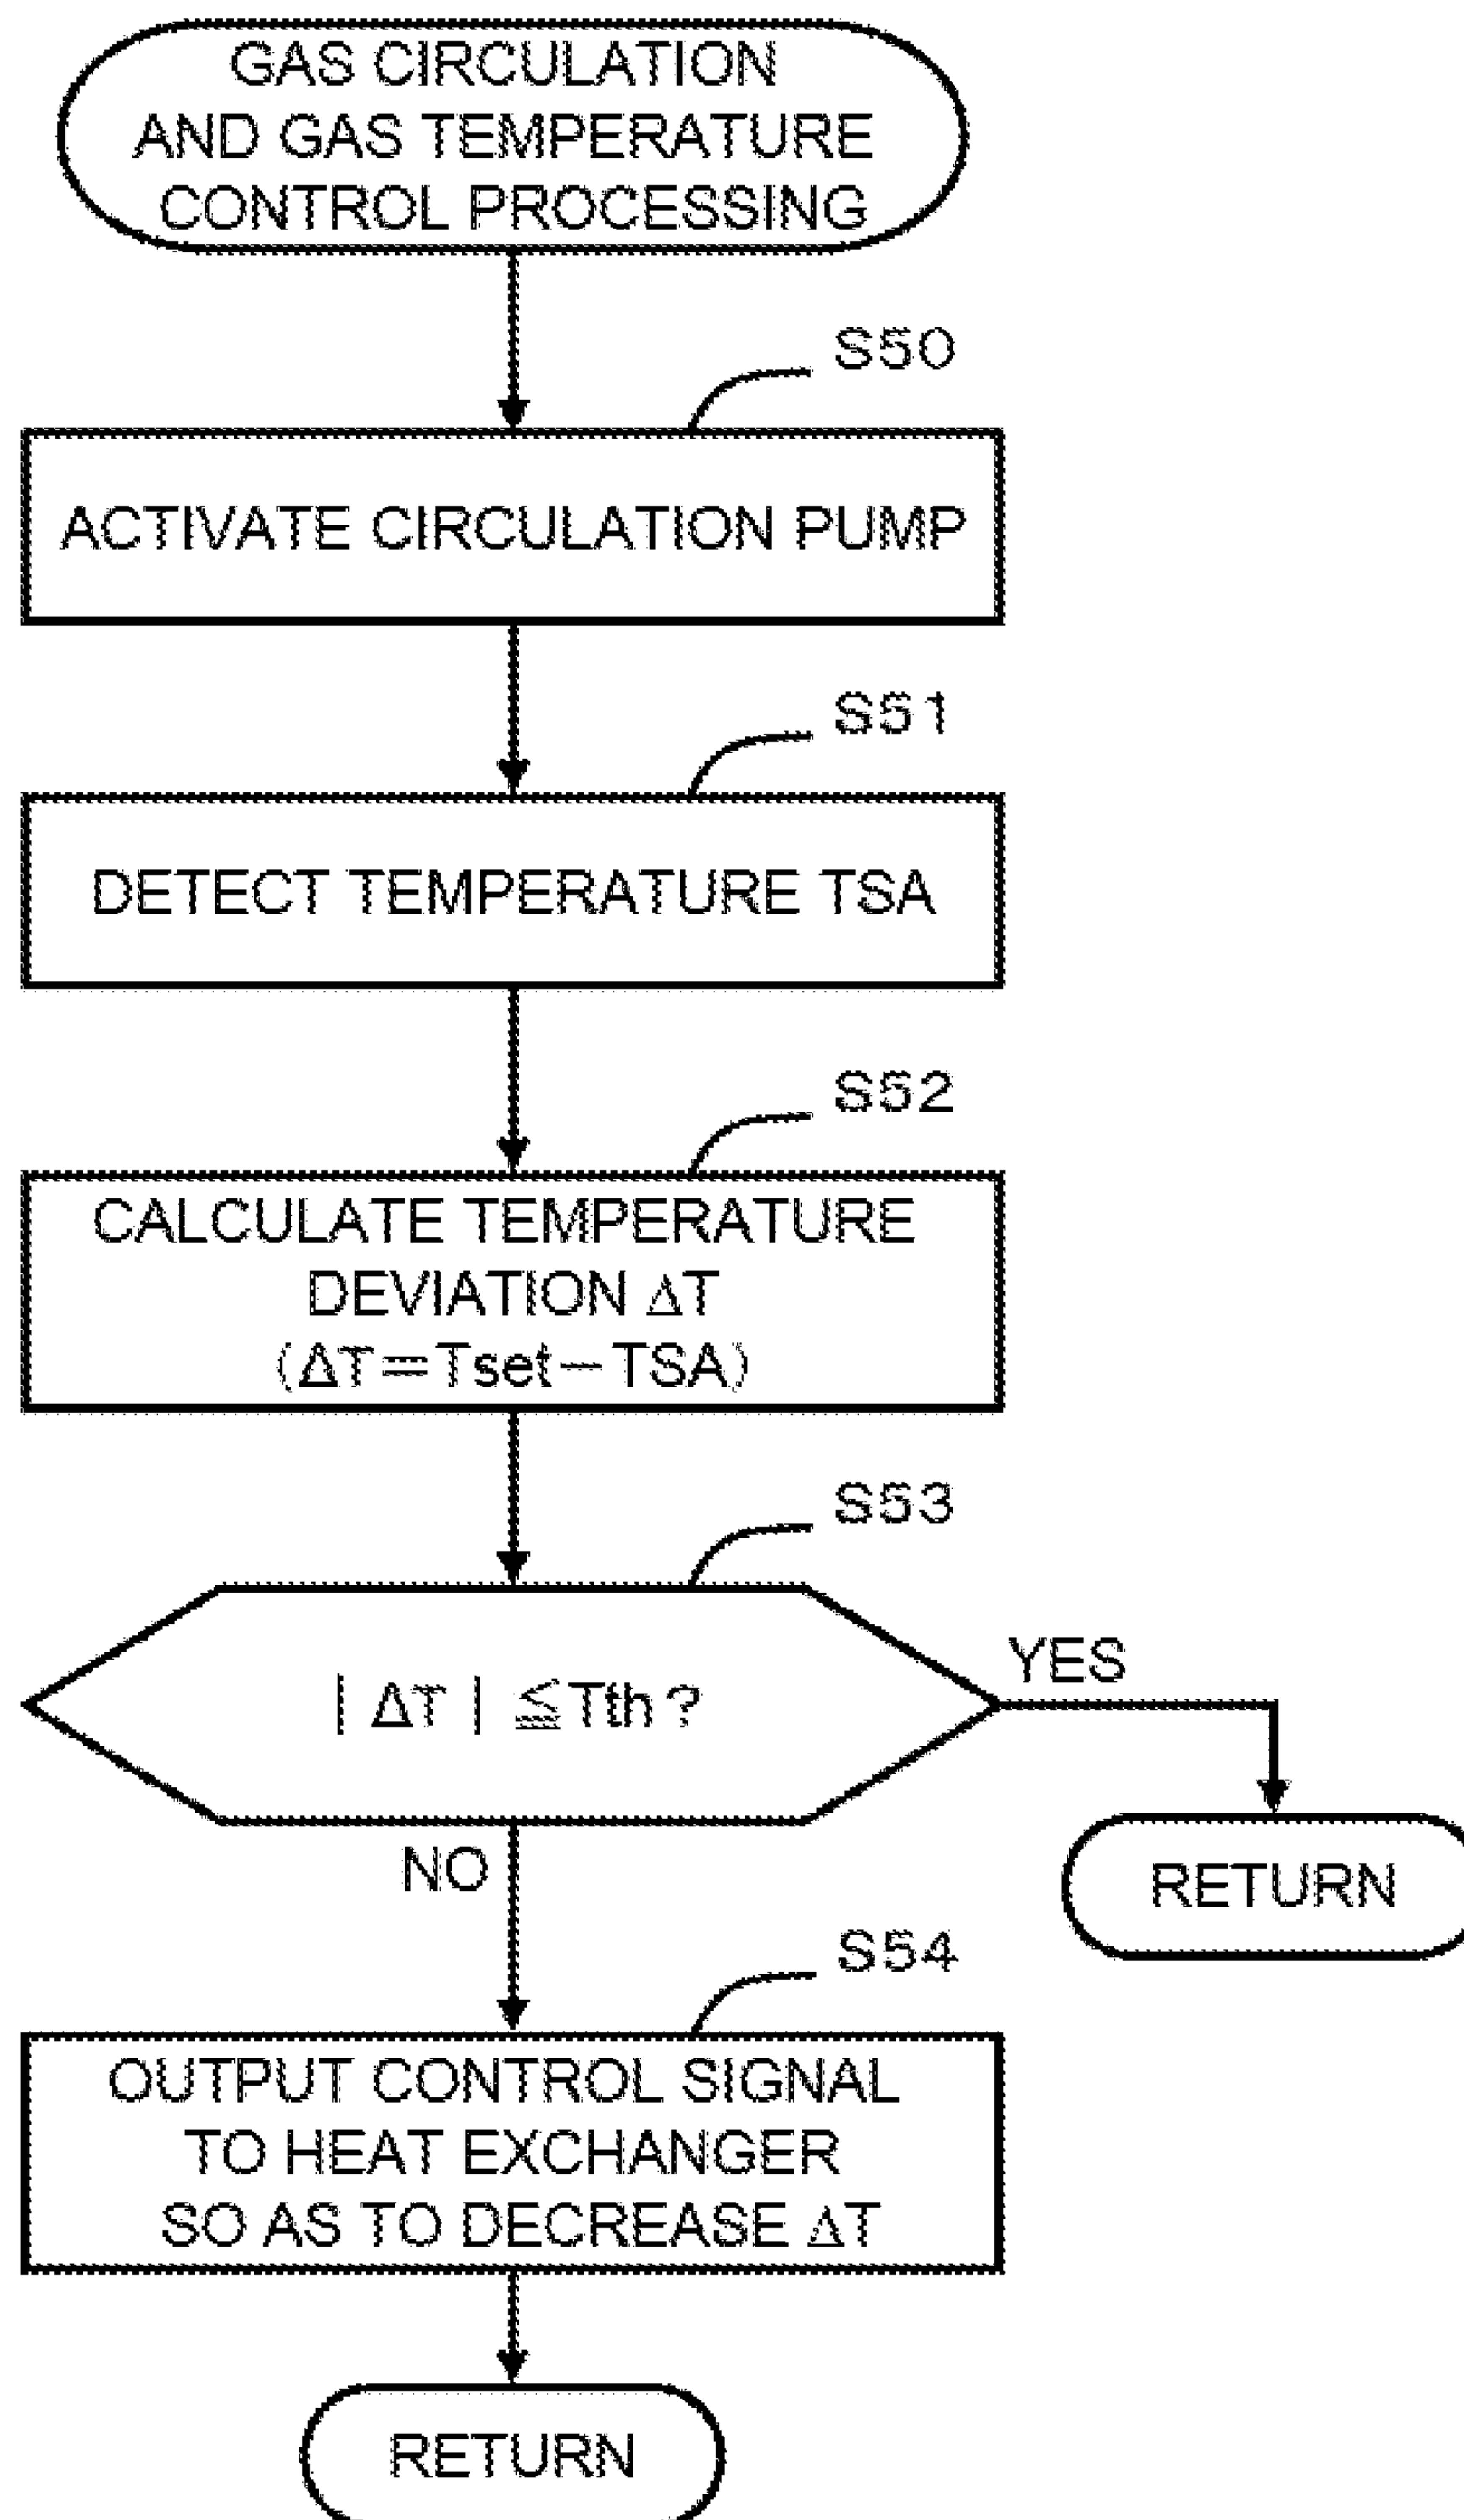 GAS CIRCULATION
AND GAS TEMPERATURE
CONTROL PROCESSING
S50
ACTIVATE CIRCULATION PUMP
S51
DETECT TEMPERATURE TSA
S52
CALCULATE TEMPERATURE
DEVIATION ΔT
(ΔT=Tset−TSA)
S53
|ΔT| ≦Tth?
YES
RETURN
NO
S54
OUTPUT CONTROL SIGNAL
TO HEAT EXCHANGER
SO AS TO DECREASE ΔT
RETURN